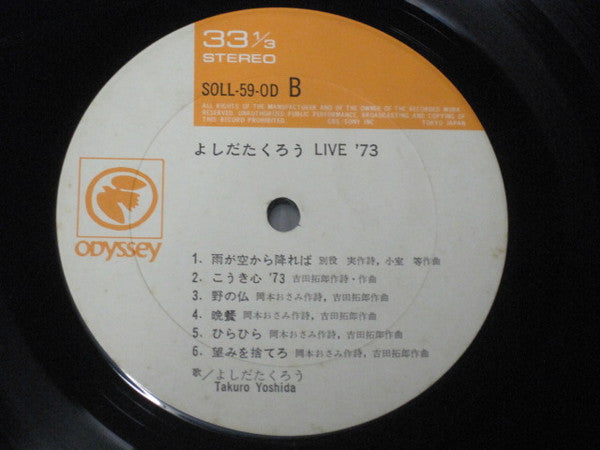 33 1/3
STEREO
SOLL-59-OD B
ALL RIGHTS OF THE MANUFACTURER AND OF THE OWNER OF THE RECORDED WORK
RESERVED. UNAUTHORIZED PUBLIC PERFORMANCE, BROADCASTING AND COPYING OF
THIS RECORD PROHIBITED CBS/SONY INC. TOKYO JAPAN
よしだたくろう LIVE '73
ODYSSEY
1. 雨が空から降れば 別役 実作詩, 小室 等作曲
2. こうき心 '73 吉田拓郎作詩・作曲
3. 野の仏 岡本おさみ作詩, 吉田拓郎作曲
4. 晩餐 岡本おさみ作詩, 吉田拓郎作曲
5. ひらひら 岡本おさみ作詩, 吉田拓郎作曲
6. 望みを捨てろ 岡本おさみ作詩, 吉田拓郎作曲
歌/よしだたくろう
Takuro Yoshida